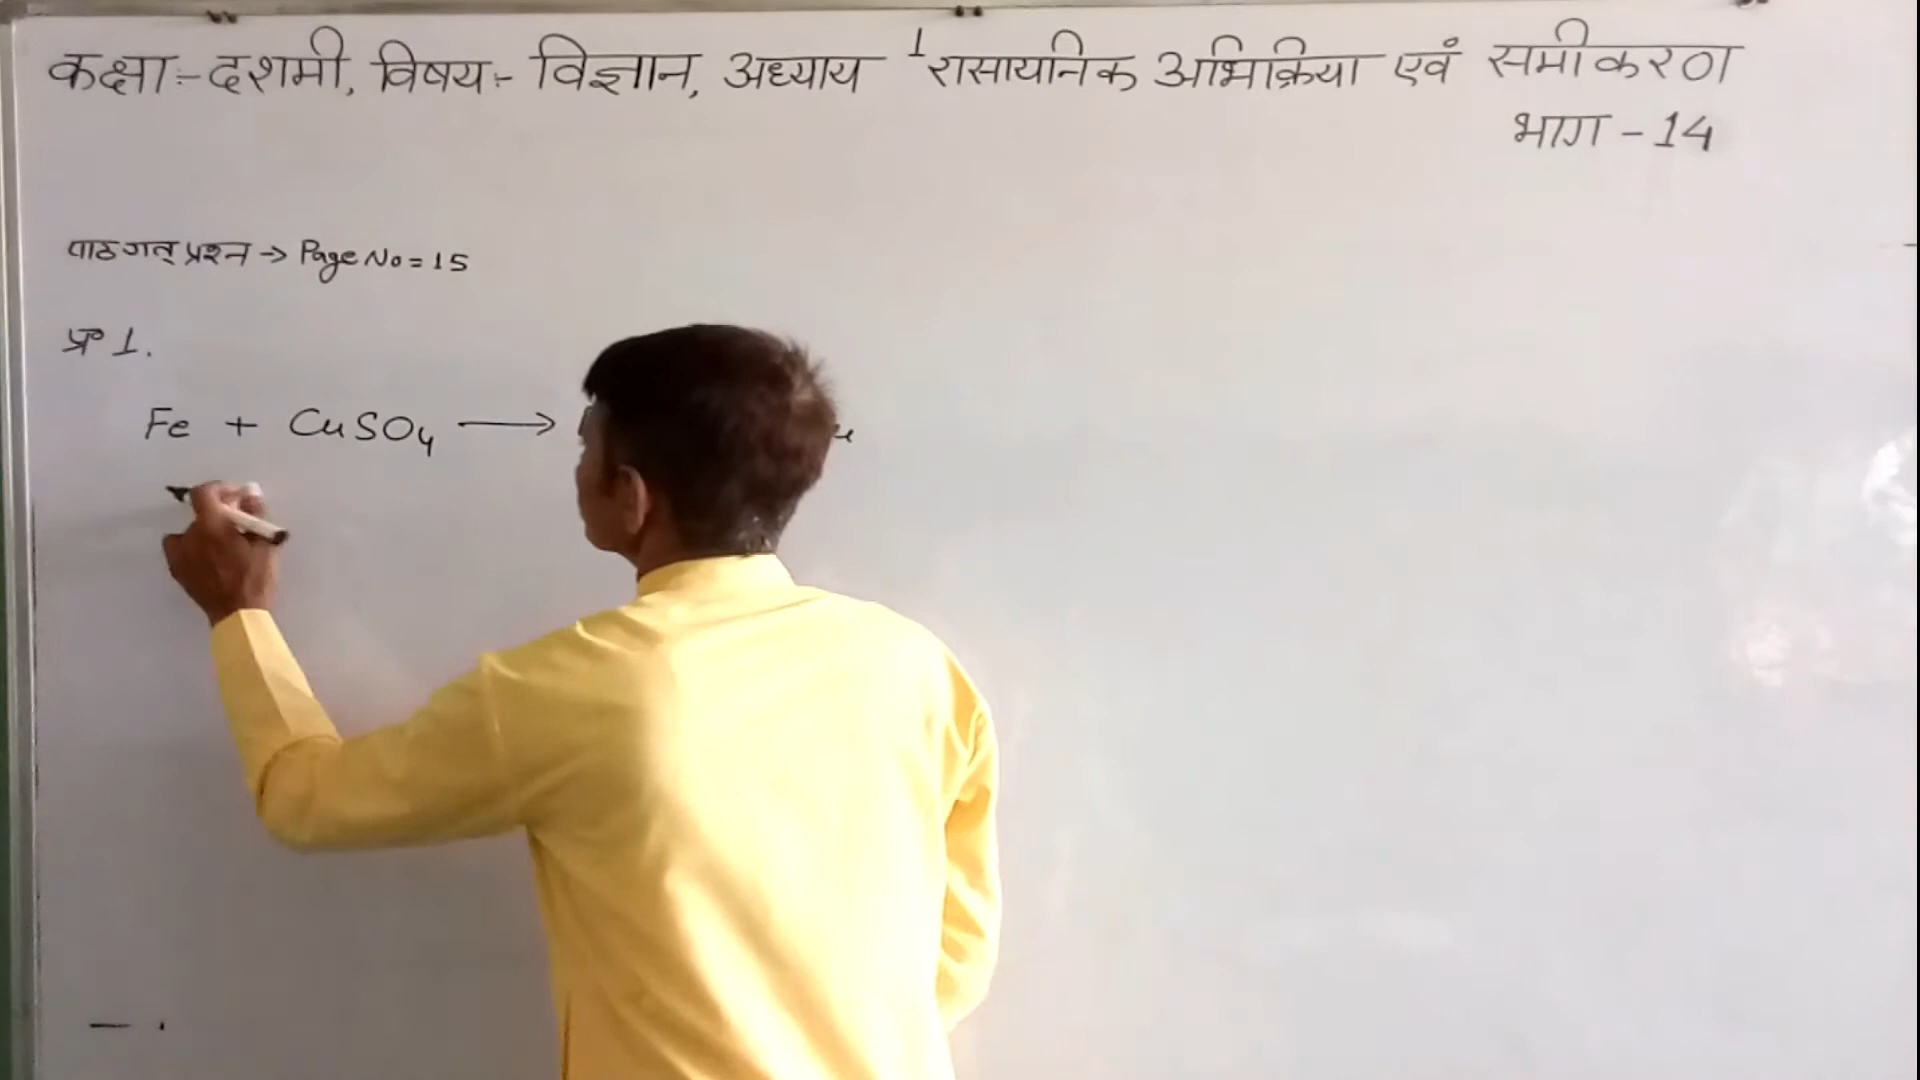 कक्षाः- दशमी, विषयः- विज्ञान, अध्याय 1 रासायनिक अभिक्रिया एवं समीकरण
भाग - 14
पाठगत् प्रश्न → Page No = 15
प्र० 1.
Fe + CuSO₄ ⟶